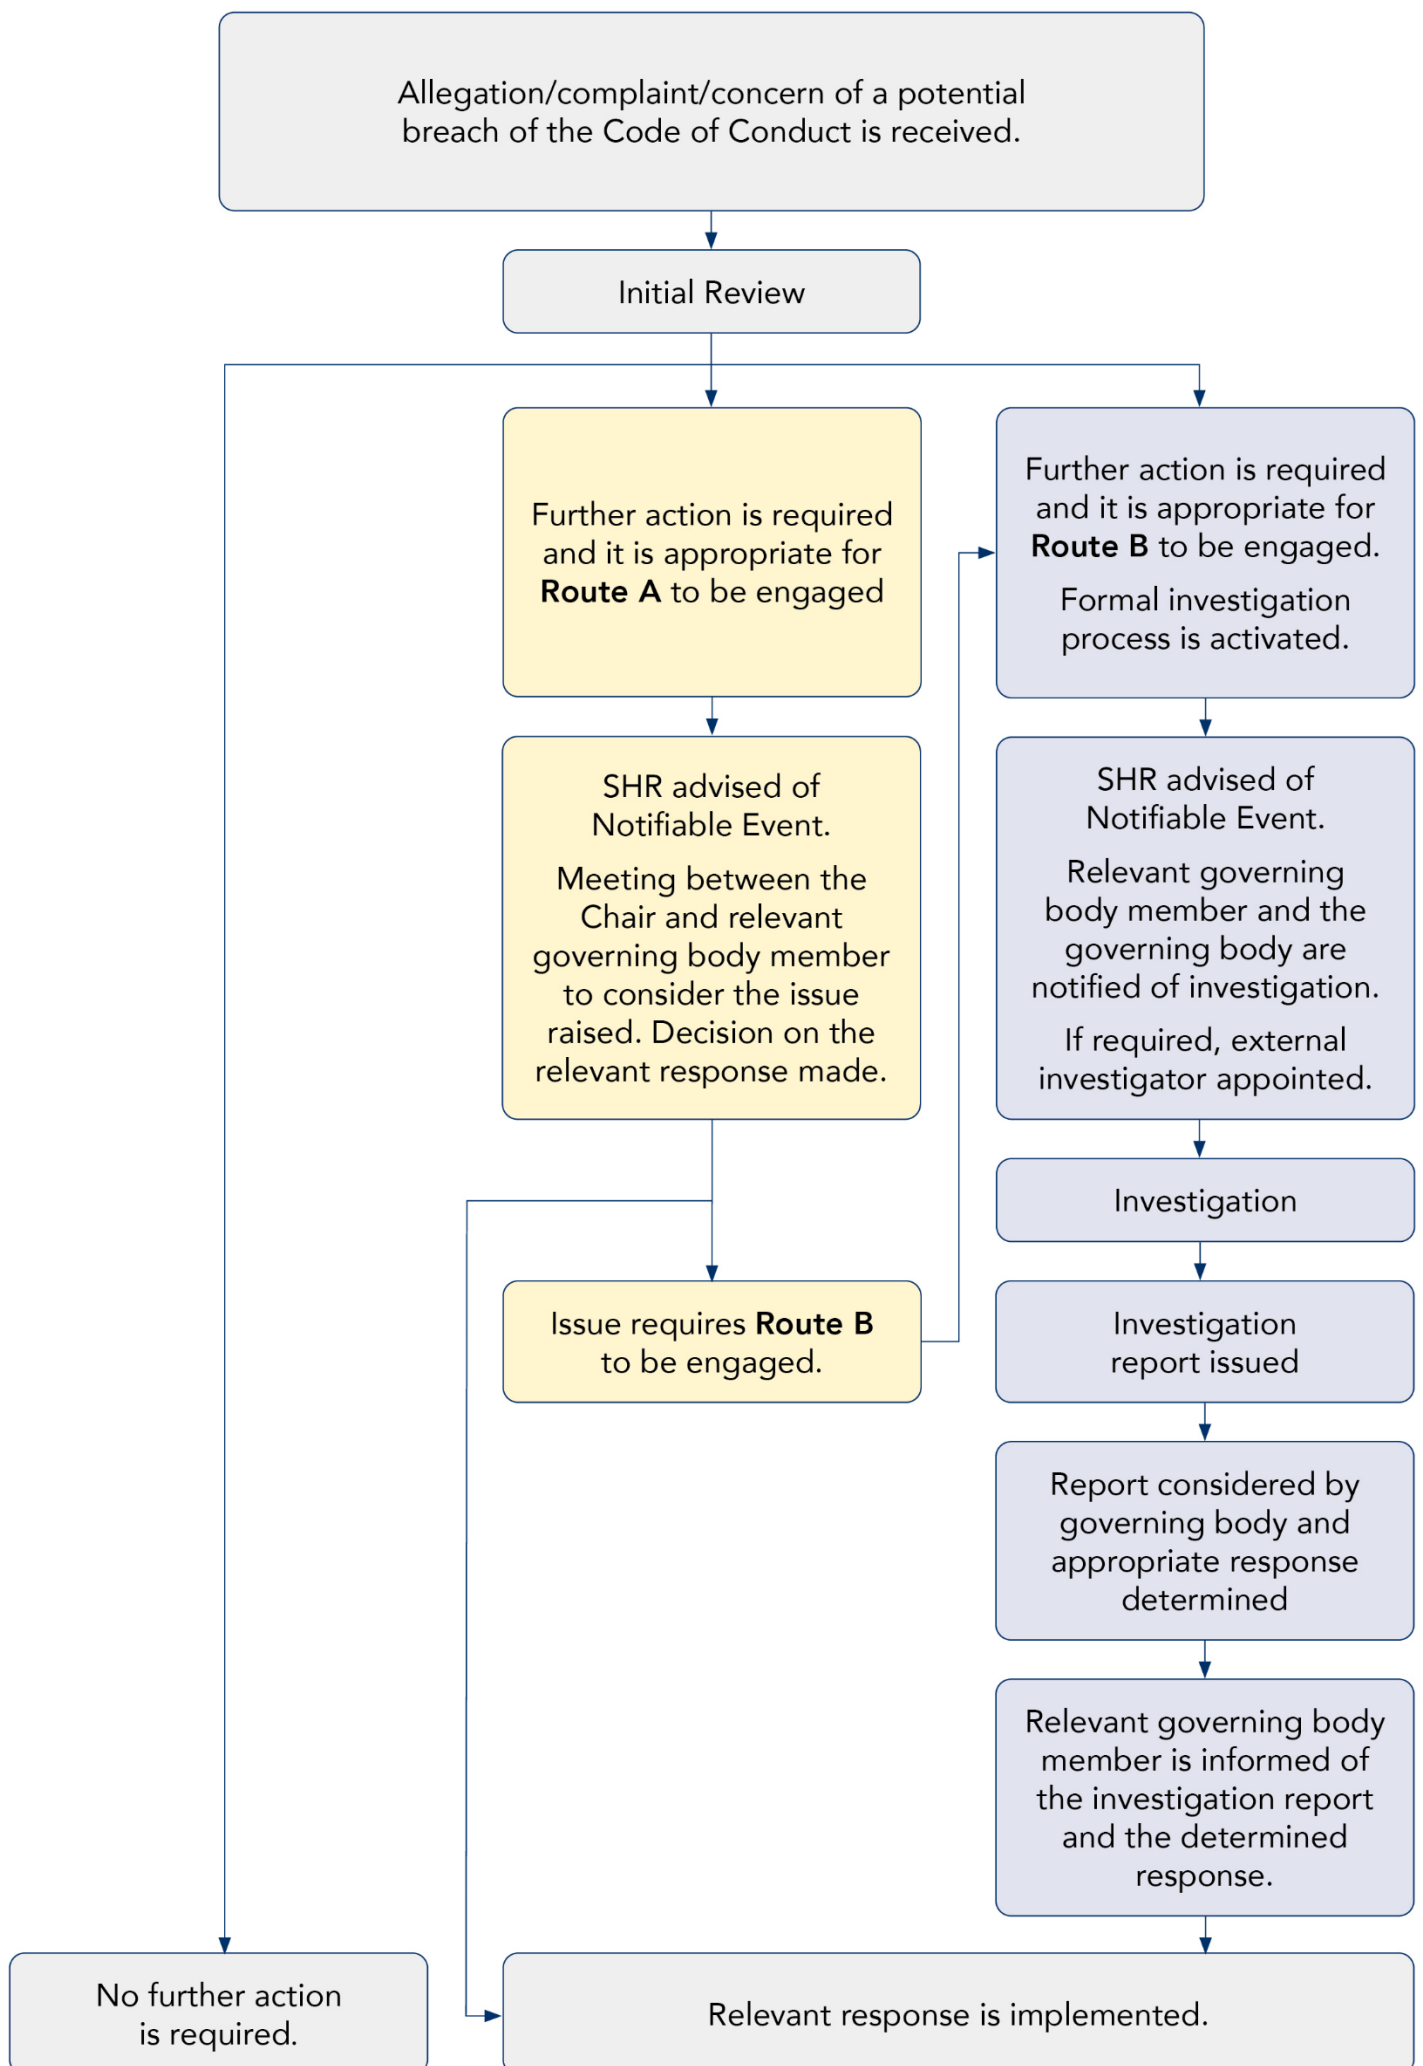 Allegation/complaint/concern of a potential
breach of the Code of Conduct is received.
Initial Review
Further action is required
and it is appropriate for
Route A to be engaged
SHR advised of
Notifiable Event.
Meeting between the
Chair and relevant
governing body member
to consider the issue
raised. Decision on the
relevant response made.
Issue requires Route B
to be engaged.
Further action is required
and it is appropriate for
Route B to be engaged.
Formal investigation
process is activated.
SHR advised of
Notifiable Event.
Relevant governing
body member and the
governing body are
notified of investigation.
If required, external
investigator appointed.
Investigation
Investigation
report issued
Report considered by
governing body and
appropriate response
determined
Relevant governing body
member is informed of
the investigation report
and the determined
response.
No further action
is required.
Relevant response is implemented.